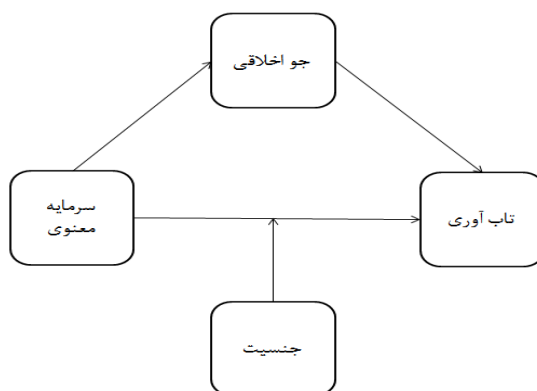 جو اخلاقی
سرمایه
معنوی
تاب آوری
جنسیت